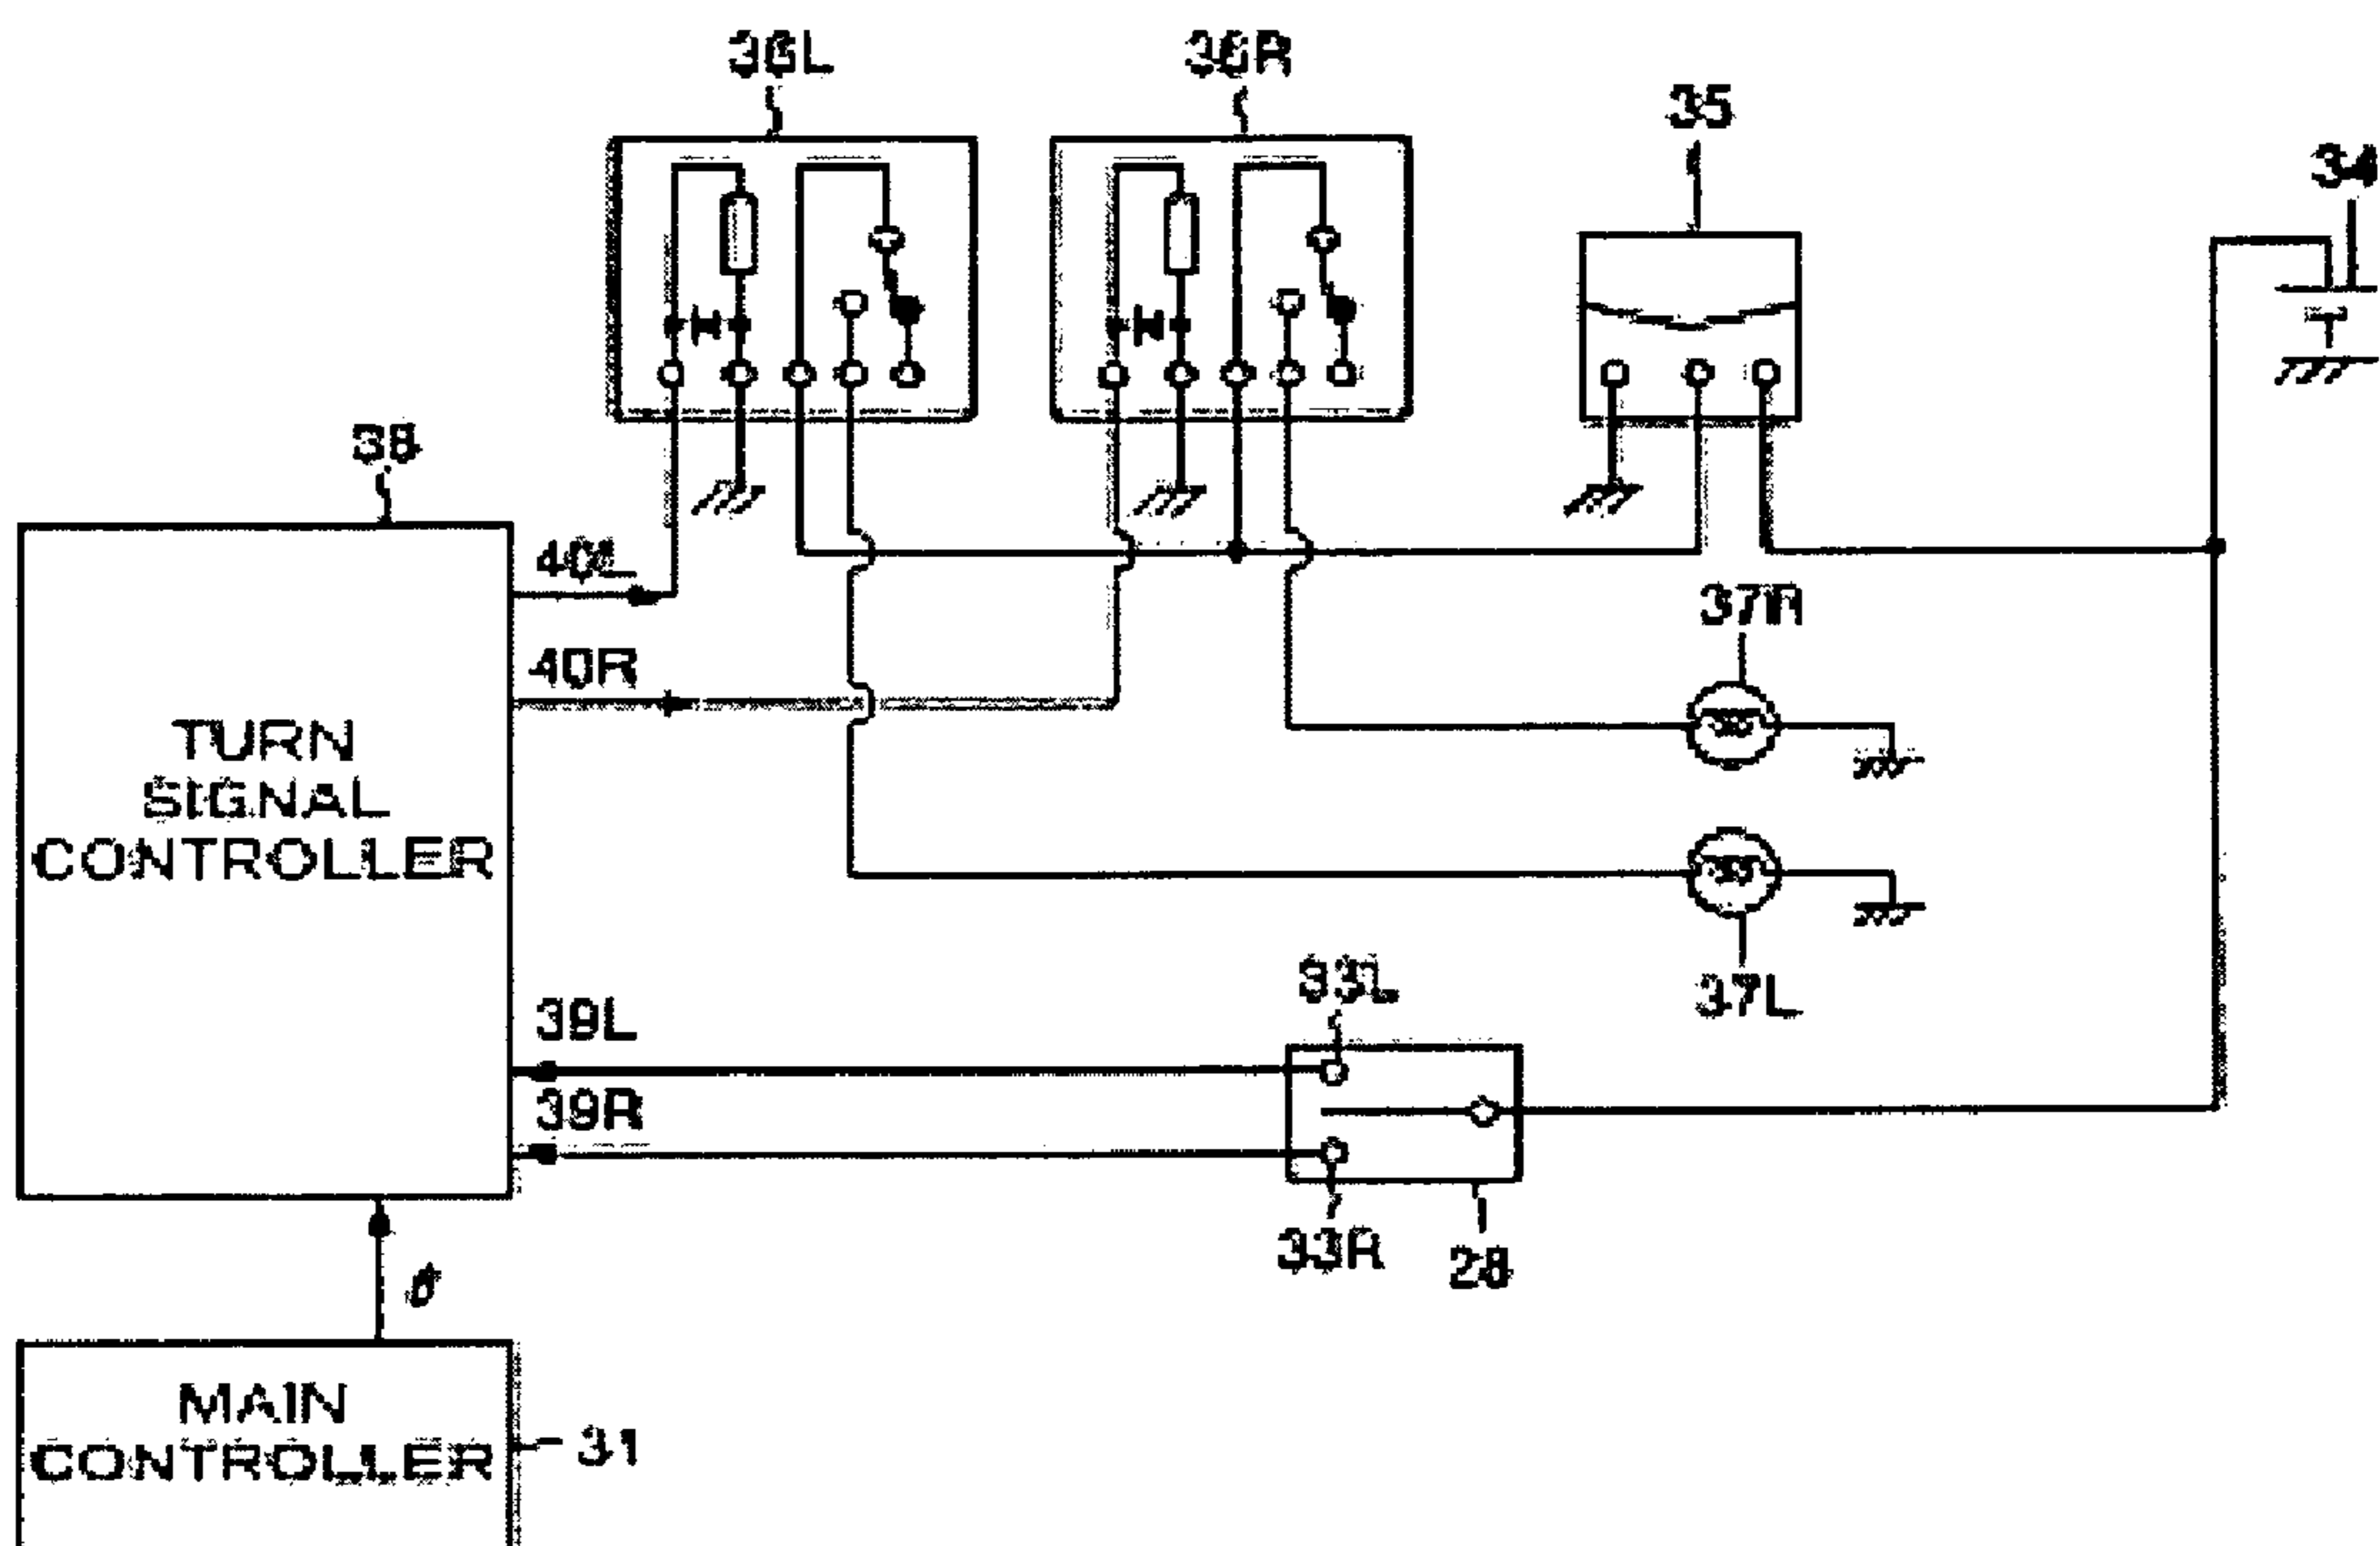 36L
36R
35
34
38
40L
40R
37R
TURN
SIGNAL
CONTROLLER
37L
33L
39L
39R
33R
28
θ
MAIN
CONTROLLER
31